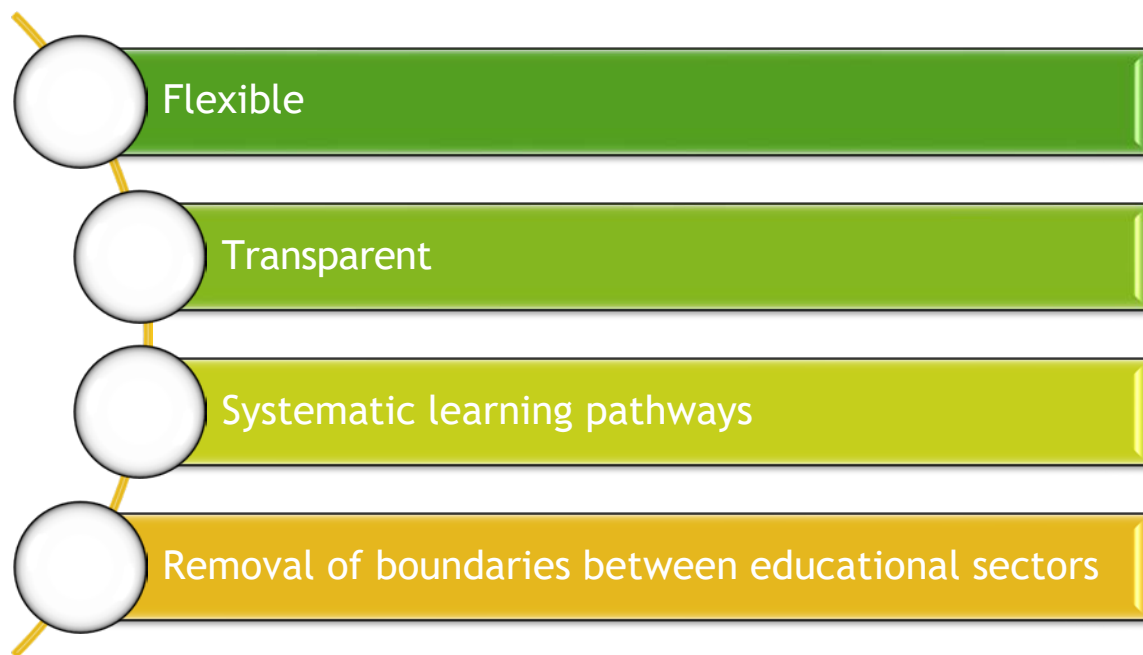 Flexible
Transparent
Systematic learning pathways
Removal of boundaries between educational sectors